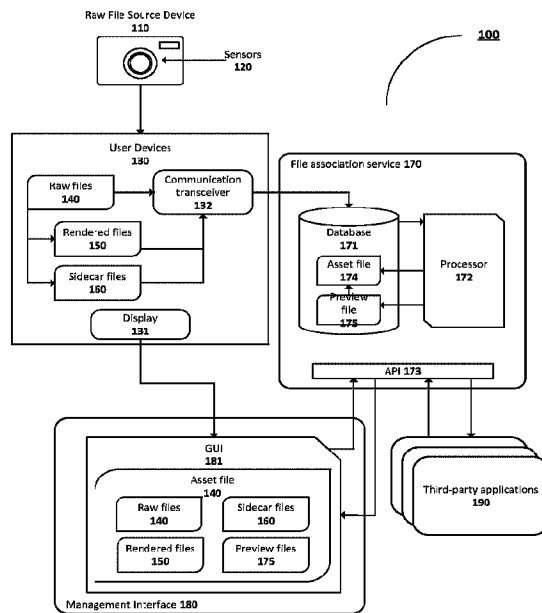 Raw File Source Device
110
100
Sensors
120
User Devices
130
Raw files
140
Communication
transceiver
132
Rendered files
150
Sidecar files
160
Display
131
File association service 170
Database
171
Asset file
174
Preview
file
175
Processor
172
API 173
GUI
181
Asset file
140
Raw files
140
Sidecar files
160
Rendered files
150
Preview files
175
Management Interface 180
Third-party applications
190